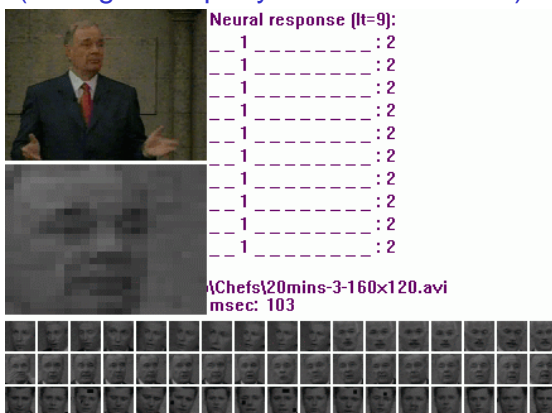 Neural response (It=9):
_ _ 1 _ _ _ _ _ _ _ _ : 2
_ _ 1 _ _ _ _ _ _ _ _ : 2
_ _ 1 _ _ _ _ _ _ _ _ : 2
_ _ 1 _ _ _ _ _ _ _ _ : 2
_ _ 1 _ _ _ _ _ _ _ _ : 2
_ _ 1 _ _ _ _ _ _ _ _ : 2
_ _ 1 _ _ _ _ _ _ _ _ : 2
_ _ 1 _ _ _ _ _ _ _ _ : 2
_ _ 1 _ _ _ _ _ _ _ _ : 2
_ _ 1 _ _ _ _ _ _ _ _ : 2
\Chefs\20mins-3-160x120.avi
msec: 103